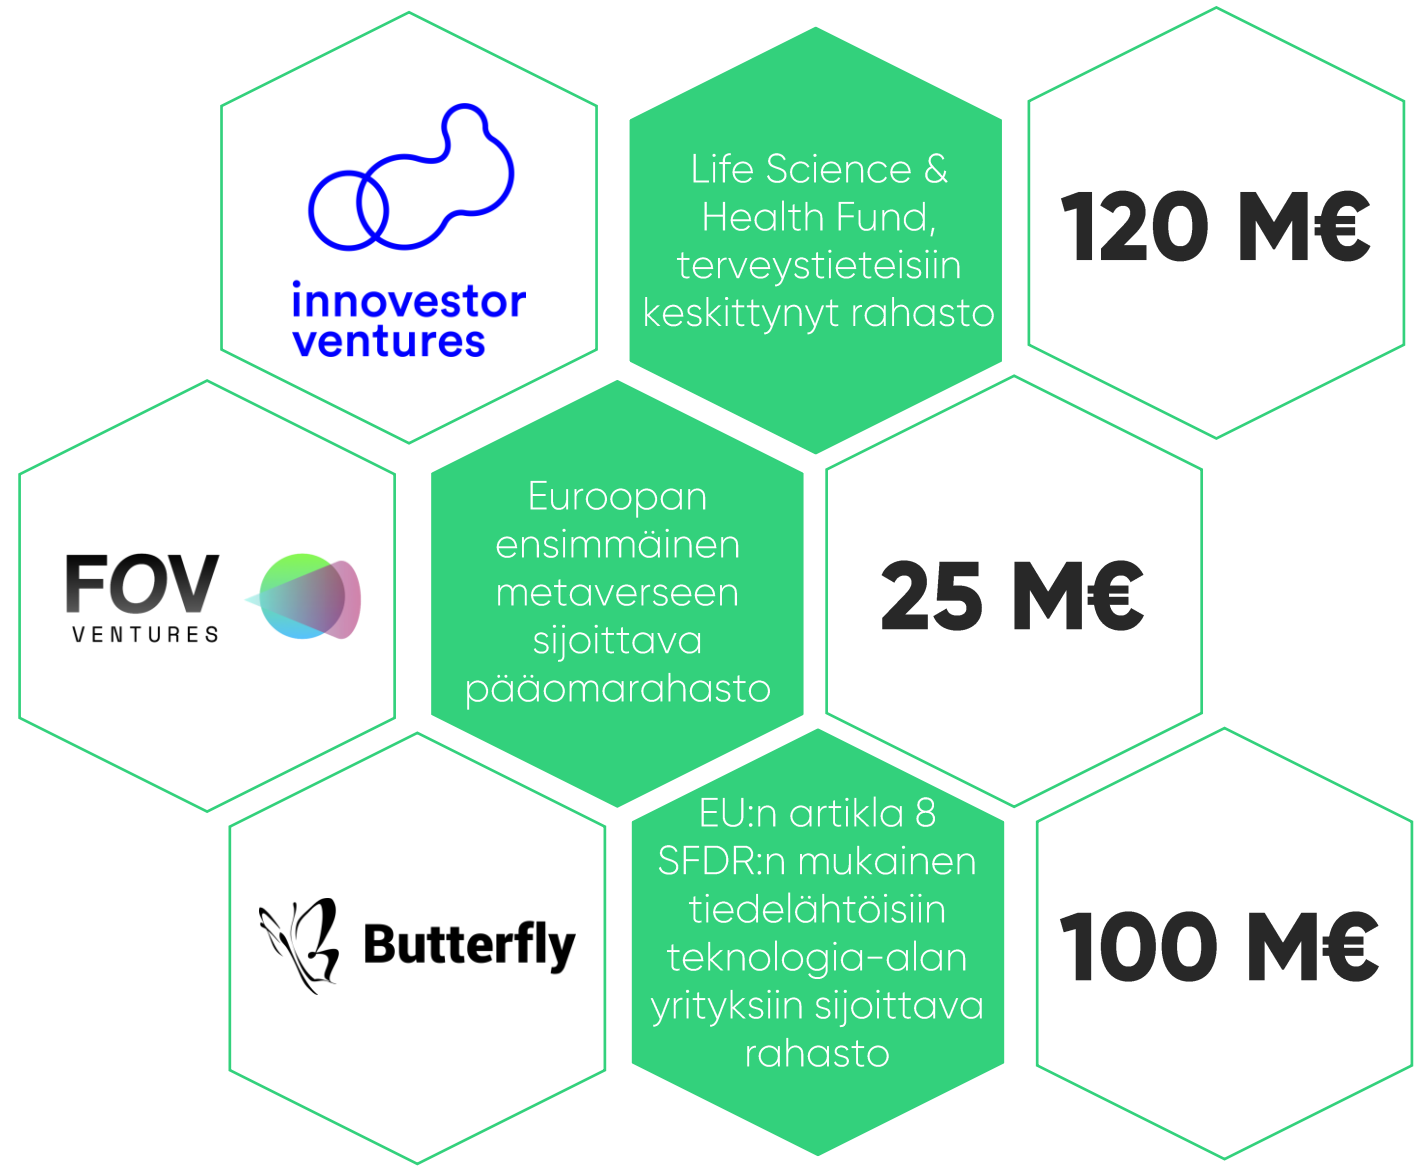 innovestor
ventures
Life Science &
Health Fund,
terveystieteisiin
keskittynyt rahasto
120 M€
FOV
VENTURES
Euroopan
ensimmäinen
metaverseen
sijoittava
pääomarahasto
25 M€
Butterfly
EU:n artikla 8
SFDR:n mukainen
tiedelähtöisiin
teknologia-alan
yrityksiin sijoittava
rahasto
100 M€